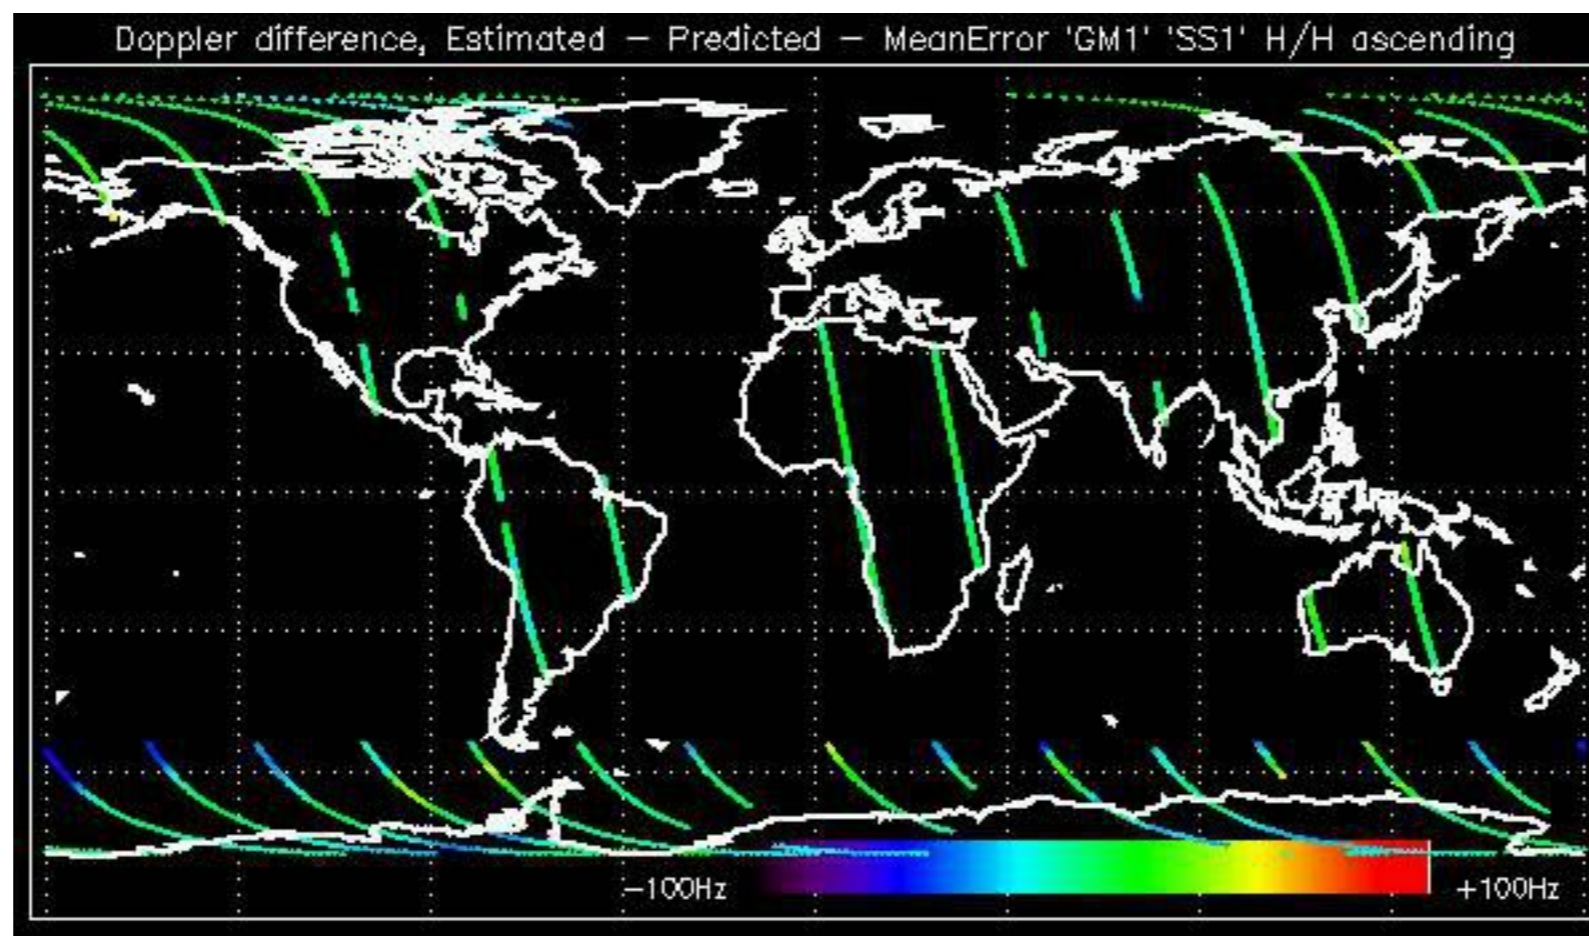 Doppler difference, Estimated – Predicted – MeanError 'GM1' 'SS1' H/H ascending
–100Hz
+100Hz